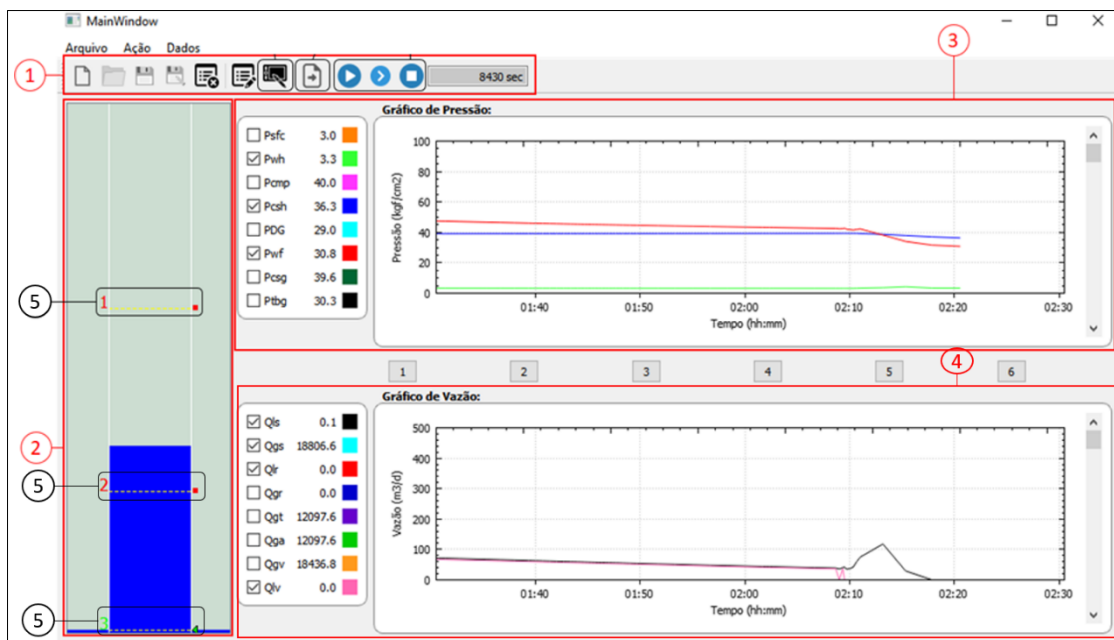 MainWindow
Arquivo Ação Dados
1
8430 sec
3
Gráfico de Pressão:
Psfc 3.0
Pwh 3.3
Pcmp 40.0
Pcsh 36.3
PDG 29.0
Pwf 30.8
Pcsg 39.6
Ptbg 30.3
Pressão (kgf/cm2)
100
80
60
40
20
0
01:40 01:50 02:00 02:10 02:20 02:30
Tempo (hh:mm)
5
1
1 2 3 4 5 6
4
Gráfico de Vazão:
Qls 0.1
Qgs 18806.6
Qlr 0.0
Qgr 0.0
Qgt 12097.6
Qga 12097.6
Qgv 18436.8
Qlv 0.0
Vazão (m3/d)
500
400
300
200
100
0
01:40 01:50 02:00 02:10 02:20 02:30
Tempo (hh:mm)
2
5
2
5
3 4